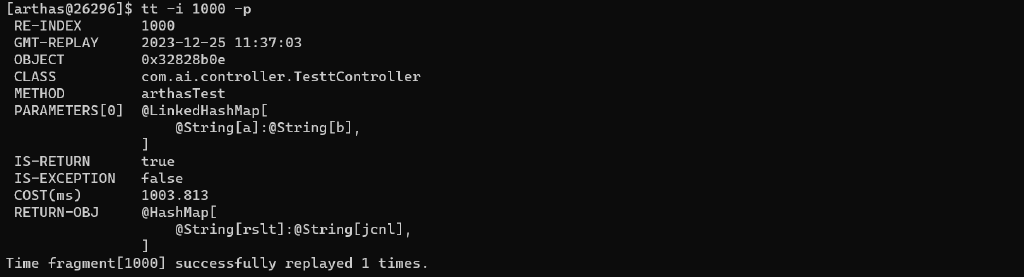 [arthas@26296]$ tt -i 1000 -p
RE-INDEX 1000
GMT-REPLAY 2023-12-25 11:37:03
OBJECT 0x32828b0e
CLASS com.ai.controller.TesttController
METHOD arthasTest
PARAMETERS[0] @LinkedHashMap[
@String[a]:@String[b],
]
IS-RETURN true
IS-EXCEPTION false
COST(ms) 1003.813
RETURN-OBJ @HashMap[
@String[rslt]:@String[jcnl],
]
Time fragment[1000] successfully replayed 1 times.